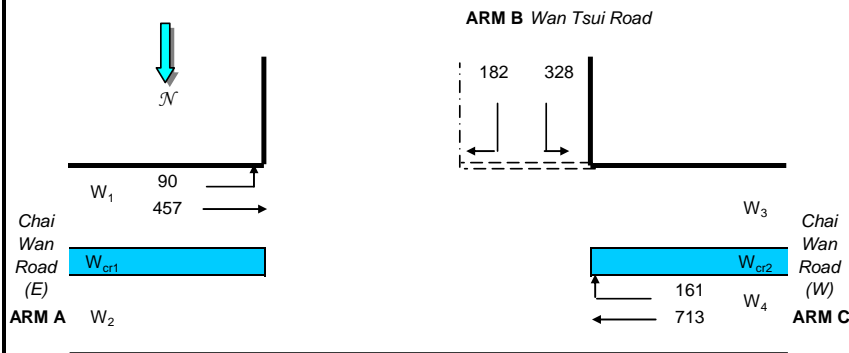 ARM B Wan Tsui Road
182 328
N
W1 90
457
W3
Chai
Wan
Road
(E)
ARM A
Wcr1
W2
Wcr2
161
713
W4
Chai
Wan
Road
(W)
ARM C